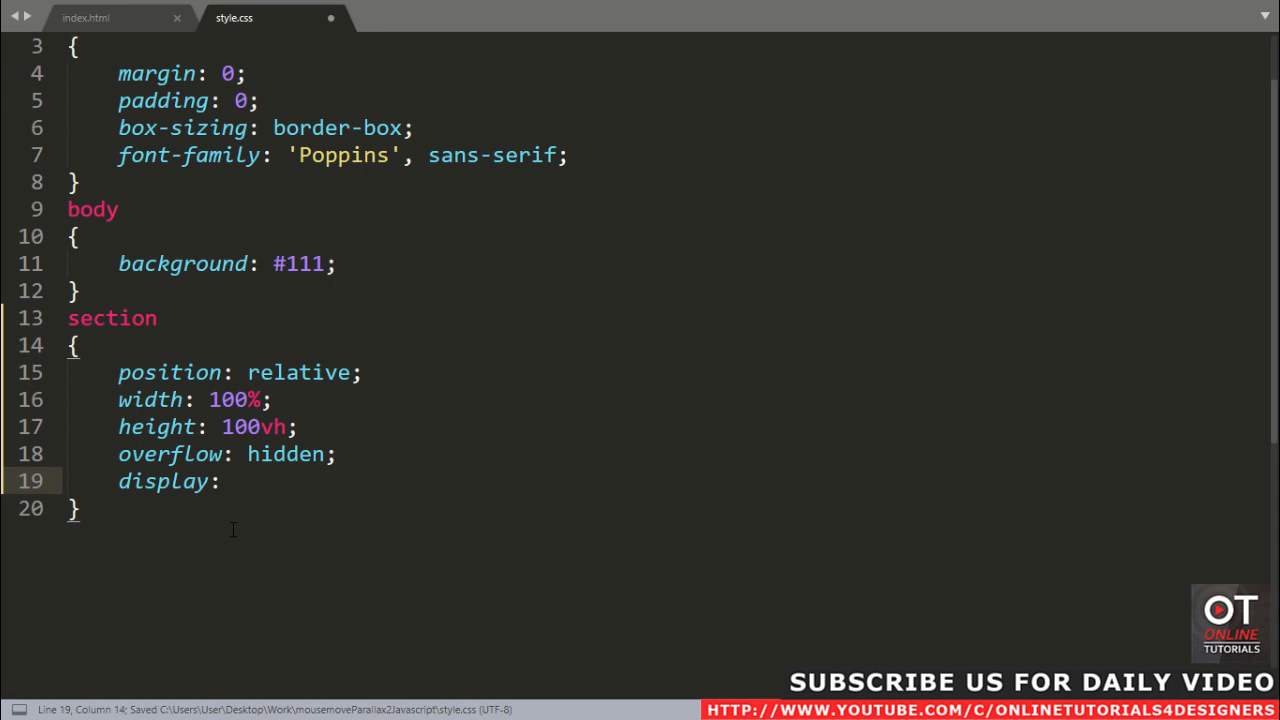 index.html × style.css
3 {
4 margin: 0;
5 padding: 0;
6 box-sizing: border-box;
7 font-family: 'Poppins', sans-serif;
8 }
9 body
10 {
11 background: #111;
12 }
13 section
14 {
15 position: relative;
16 width: 100%;
17 height: 100vh;
18 overflow: hidden;
19 display:
20 }
OT
ONLINE
TUTORIALS
SUBSCRIBE US FOR DAILY VIDEO
Line 19, Column 14; Saved C:\Users\User\Desktop\Work\mousemoveParallax2Javascript\style.css (UTF-8)
HTTP://WWW.YOUTUBE.COM/C/ONLINETUTORIALS4DESIGNERS